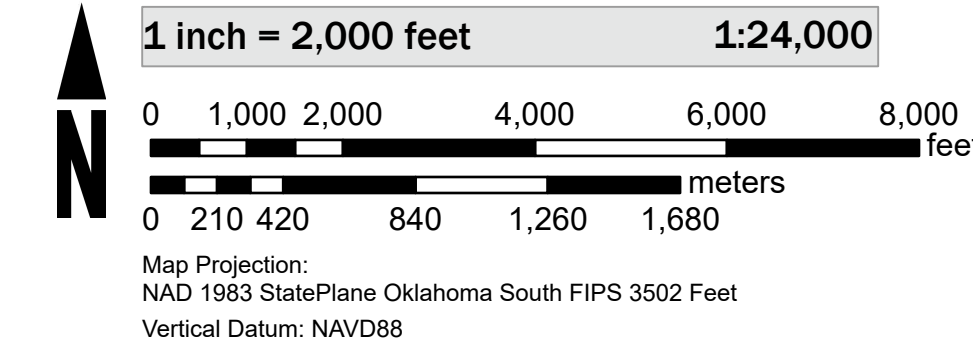 N
1 inch = 2,000 feet 1:24,000
0 1,000 2,000 4,000 6,000 8,000
feet
meters
0 210 420 840 1,260 1,680
Map Projection:
NAD 1983 StatePlane Oklahoma South FIPS 3502 Feet
Vertical Datum: NAVD88